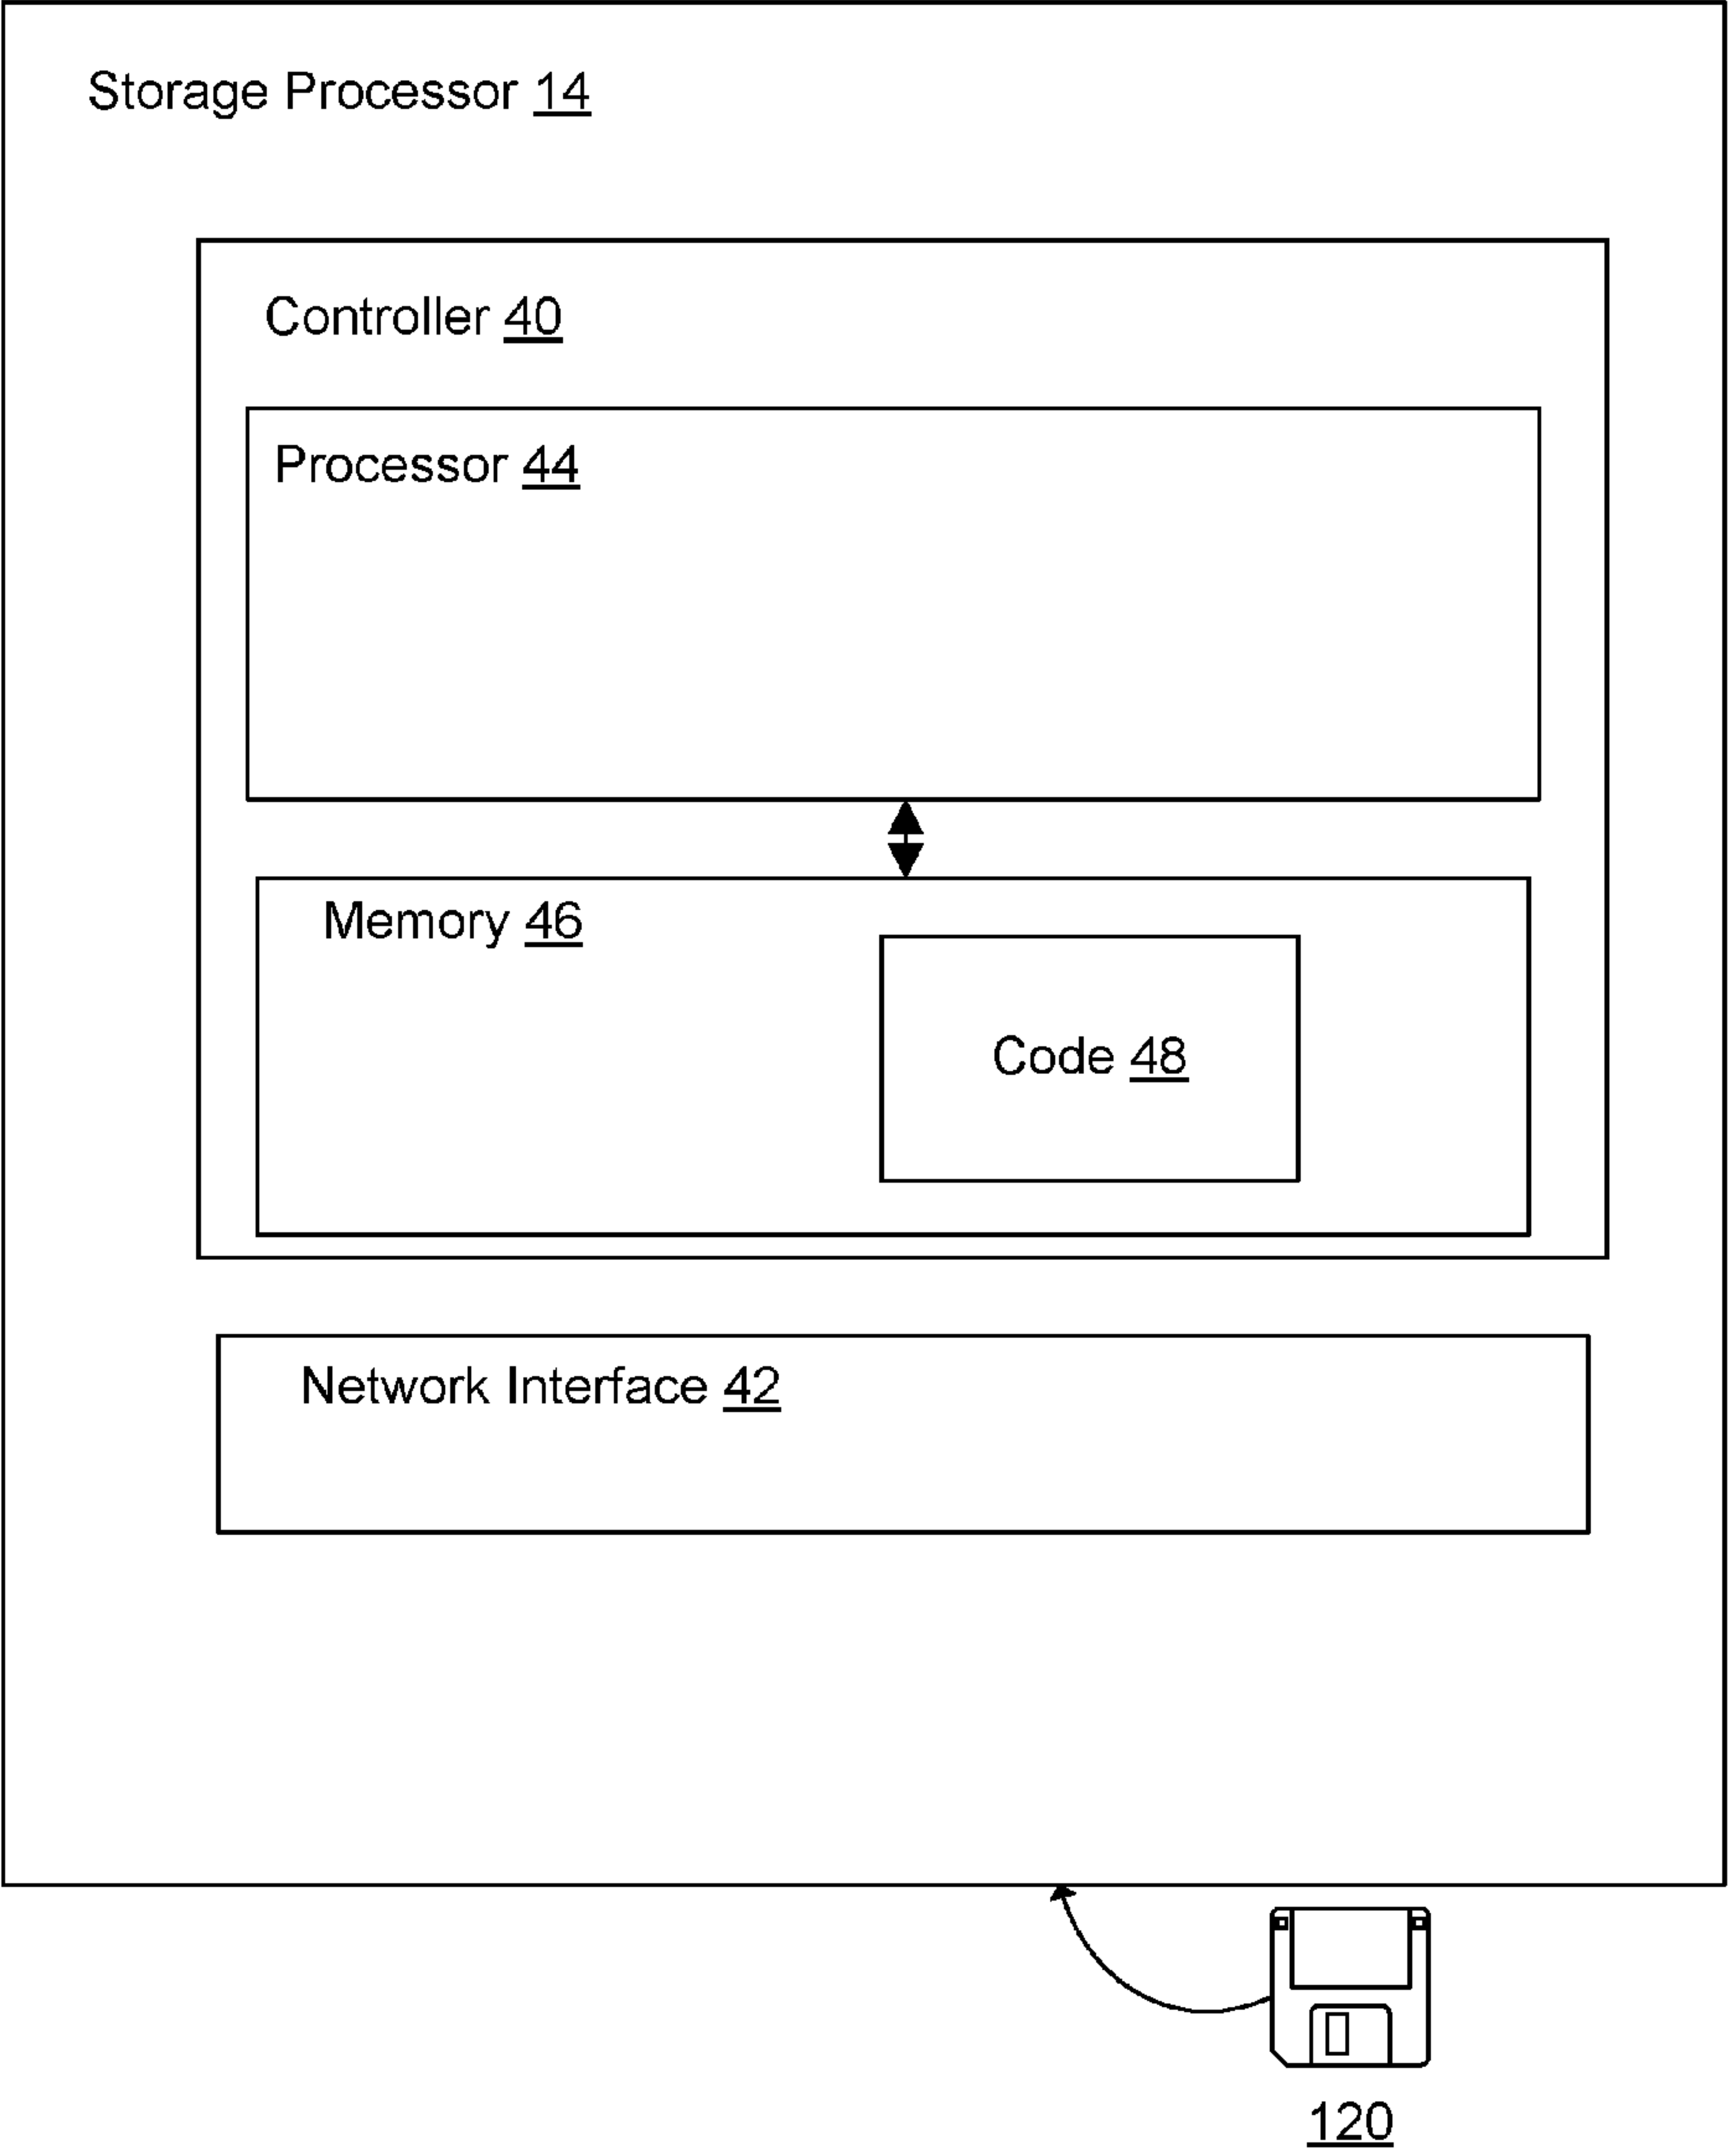 Storage Processor 14
Controller 40
Processor 44
Memory 46
Code 48
Network Interface 42
120